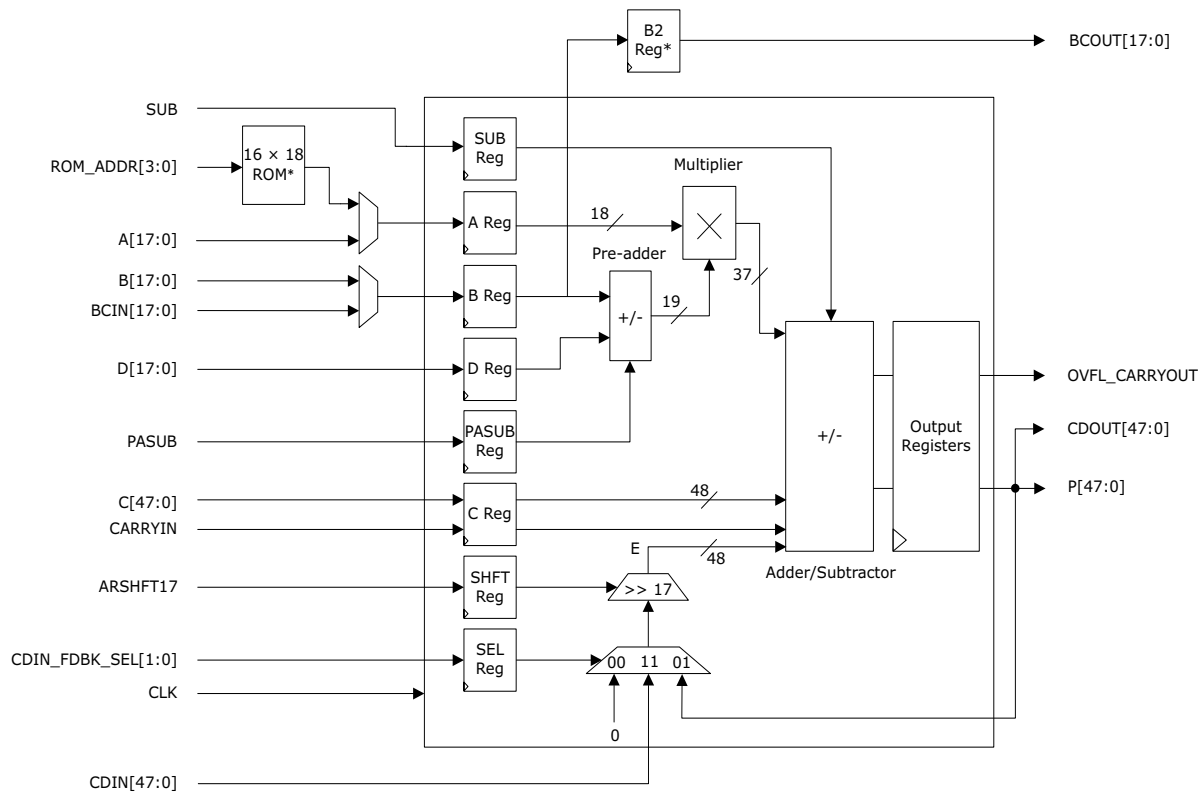 B2
Reg*
BCOUT[17:0]
SUB
SUB
Reg
ROM_ADDR[3:0]
16 × 18
ROM*
Multiplier
A[17:0]
A Reg
18
Pre-adder
37
B[17:0]
BCIN[17:0]
B Reg
+/-
19
D[17:0]
D Reg
OVFL_CARRYOUT
PASUB
PASUB
Reg
+/-
Output
Registers
CDOUT[47:0]
P[47:0]
C[47:0]
CARRYIN
C Reg
48
E
48
Adder/Subtractor
ARSHFT17
SHFT
Reg
>> 17
CDIN_FDBK_SEL[1:0]
SEL
Reg
00 11 01
CLK
0
CDIN[47:0]